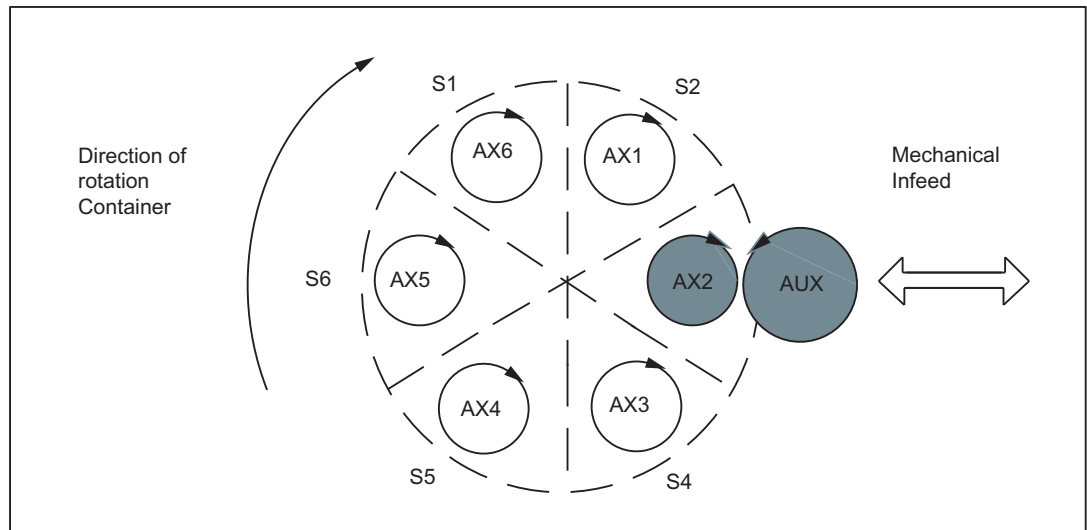 S1
S2
Direction of
rotation
Container
AX6
AX1
Mechanical
Infeed
S6
AX5
AX2
AUX
AX4
AX3
S5
S4